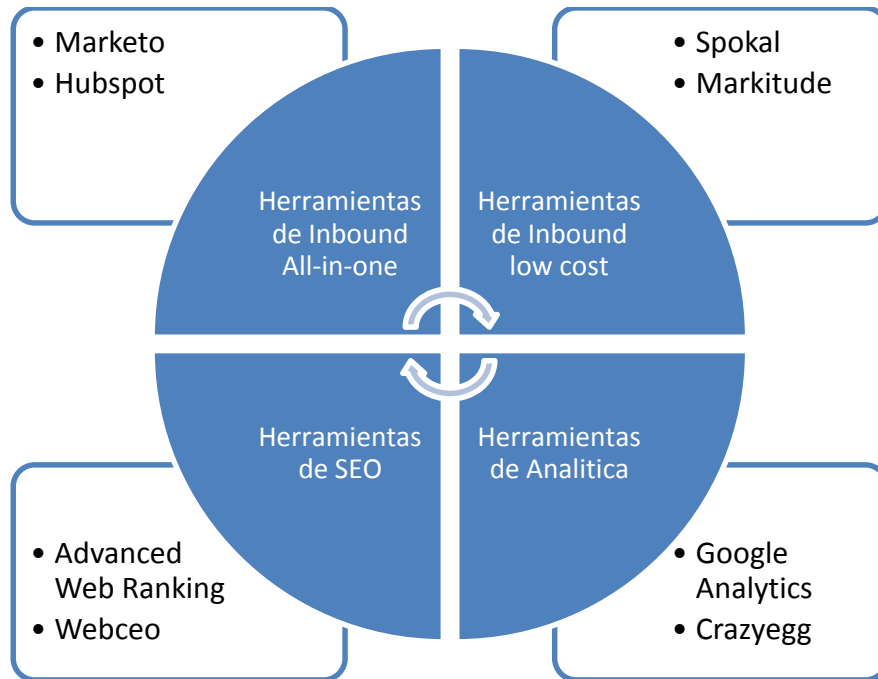 • Marketo
• Hubspot
• Spokal
• Markitude
Herramientas
de Inbound
All-in-one
Herramientas
de Inbound
low cost
Herramientas
de SEO
Herramientas
de Analitica
• Advanced
Web Ranking
• Webceo
• Google
Analytics
• Crazyegg